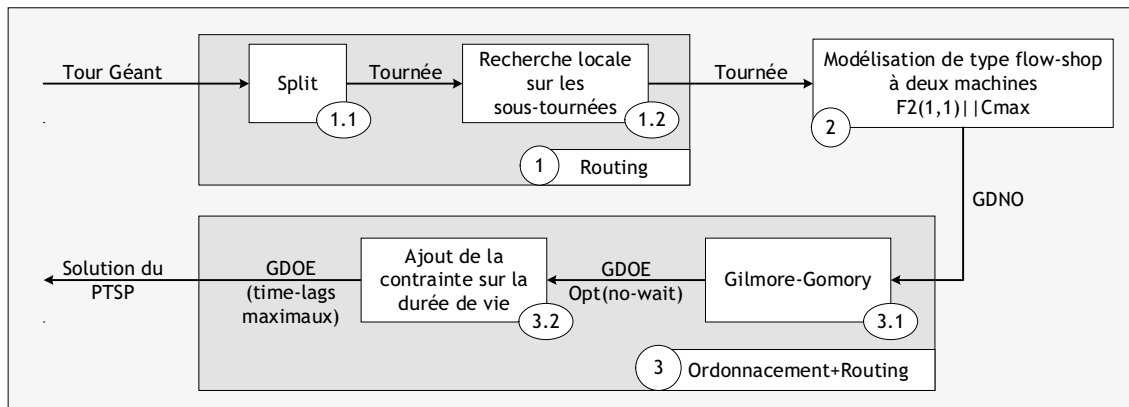 Tour Géant
Split
1.1
Tournée
Recherche locale
sur les
sous-tournées
1.2
1
Routing
Tournée
Modélisation de type flow-shop
à deux machines
F2(1,1)||Cmax
2
GDNO
Gilmore-Gomory
3.1
GDOE
Opt(no-wait)
Ajout de la
contrainte sur la
durée de vie
3.2
3
Ordonnacement+Routing
GDOE
(time-lags
maximaux)
Solution du
PTSP